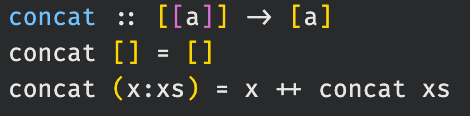 concat :: [[a]] -> [a]
concat [] = []
concat (x:xs) = x ++ concat xs